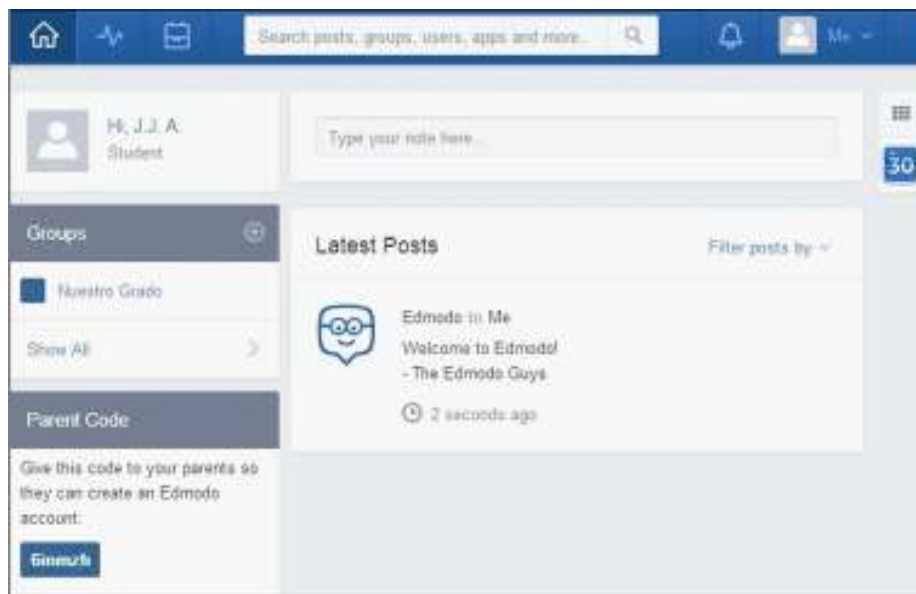 Search posts, groups, users, apps and more...
Me
Hi, J.J. A.
Student
Type your note here...
30
Groups
Nuestro Grado
Show All
Latest Posts
Filter posts by
Edmodo to Me
Welcome to Edmodo!
- The Edmodo Guys
2 seconds ago
Parent Code
Give this code to your parents so
they can create an Edmodo
account.